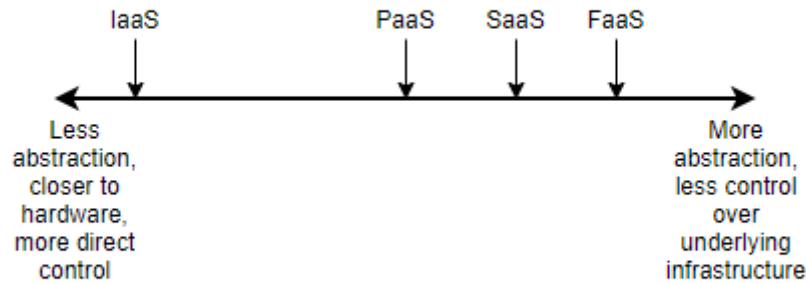 IaaS PaaS SaaS FaaS
Less
abstraction,
closer to
hardware,
more direct
control
More
abstraction,
less control
over
underlying
infrastructure